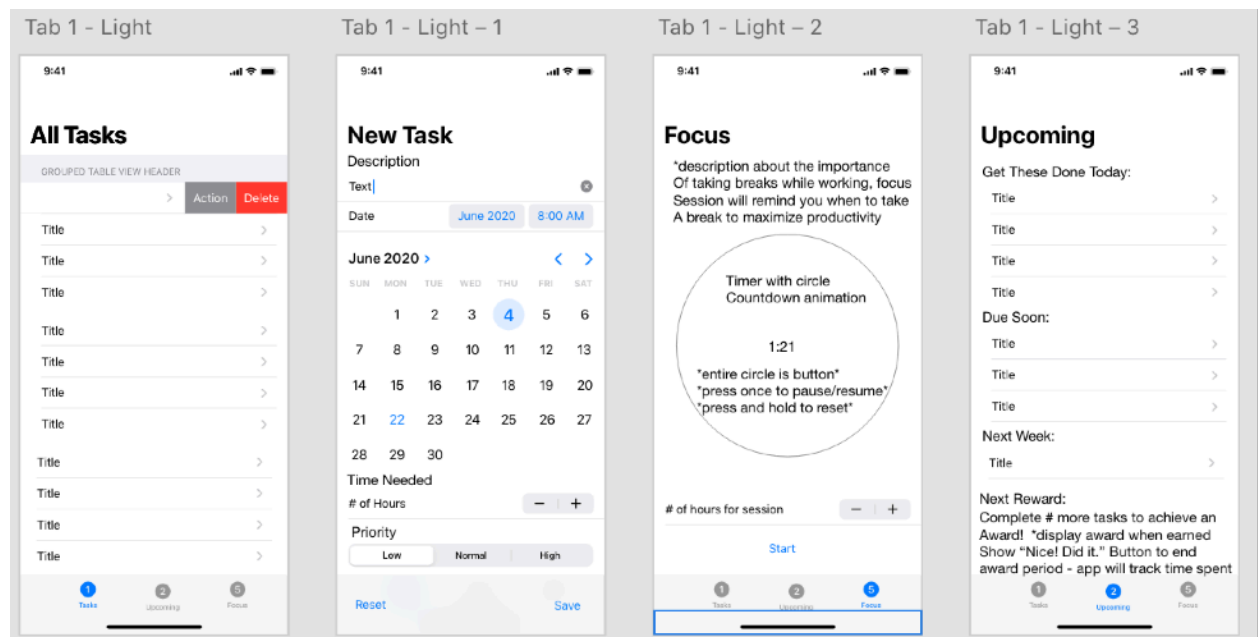 Tab 1 - Light
9:41
All Tasks
GROUPED TABLE VIEW HEADER
Action Delete
Title
Title
Title
Title
Title
Title
Title
Title
Title
Title
Title
1 2 5
Tasks Upcoming Focus
Tab 1 - Light – 1
9:41
New Task
Description
Text
Date June 2020 8:00 AM
June 2020
SUN MON TUE WED THU FRI SAT
1 2 3 4 5 6
7 8 9 10 11 12 13
14 15 16 17 18 19 20
21 22 23 24 25 26 27
28 29 30
Time Needed
# of Hours − +
Priority
Low Normal High
Reset Save
Tab 1 - Light – 2
9:41
Focus
*description about the importance
Of taking breaks while working, focus
Session will remind you when to take
A break to maximize productivity
Timer with circle
Countdown animation
1:21
*entire circle is button*
*press once to pause/resume*
*press and hold to reset*
# of hours for session − +
Start
1 2 5
Tasks Upcoming Focus
Tab 1 - Light – 3
9:41
Upcoming
Get These Done Today:
Title
Title
Title
Title
Due Soon:
Title
Title
Title
Next Week:
Title
Next Reward:
Complete # more tasks to achieve an
Award! *display award when earned
Show “Nice! Did it.” Button to end
award period - app will track time spent
1 2 5
Tasks Upcoming Focus